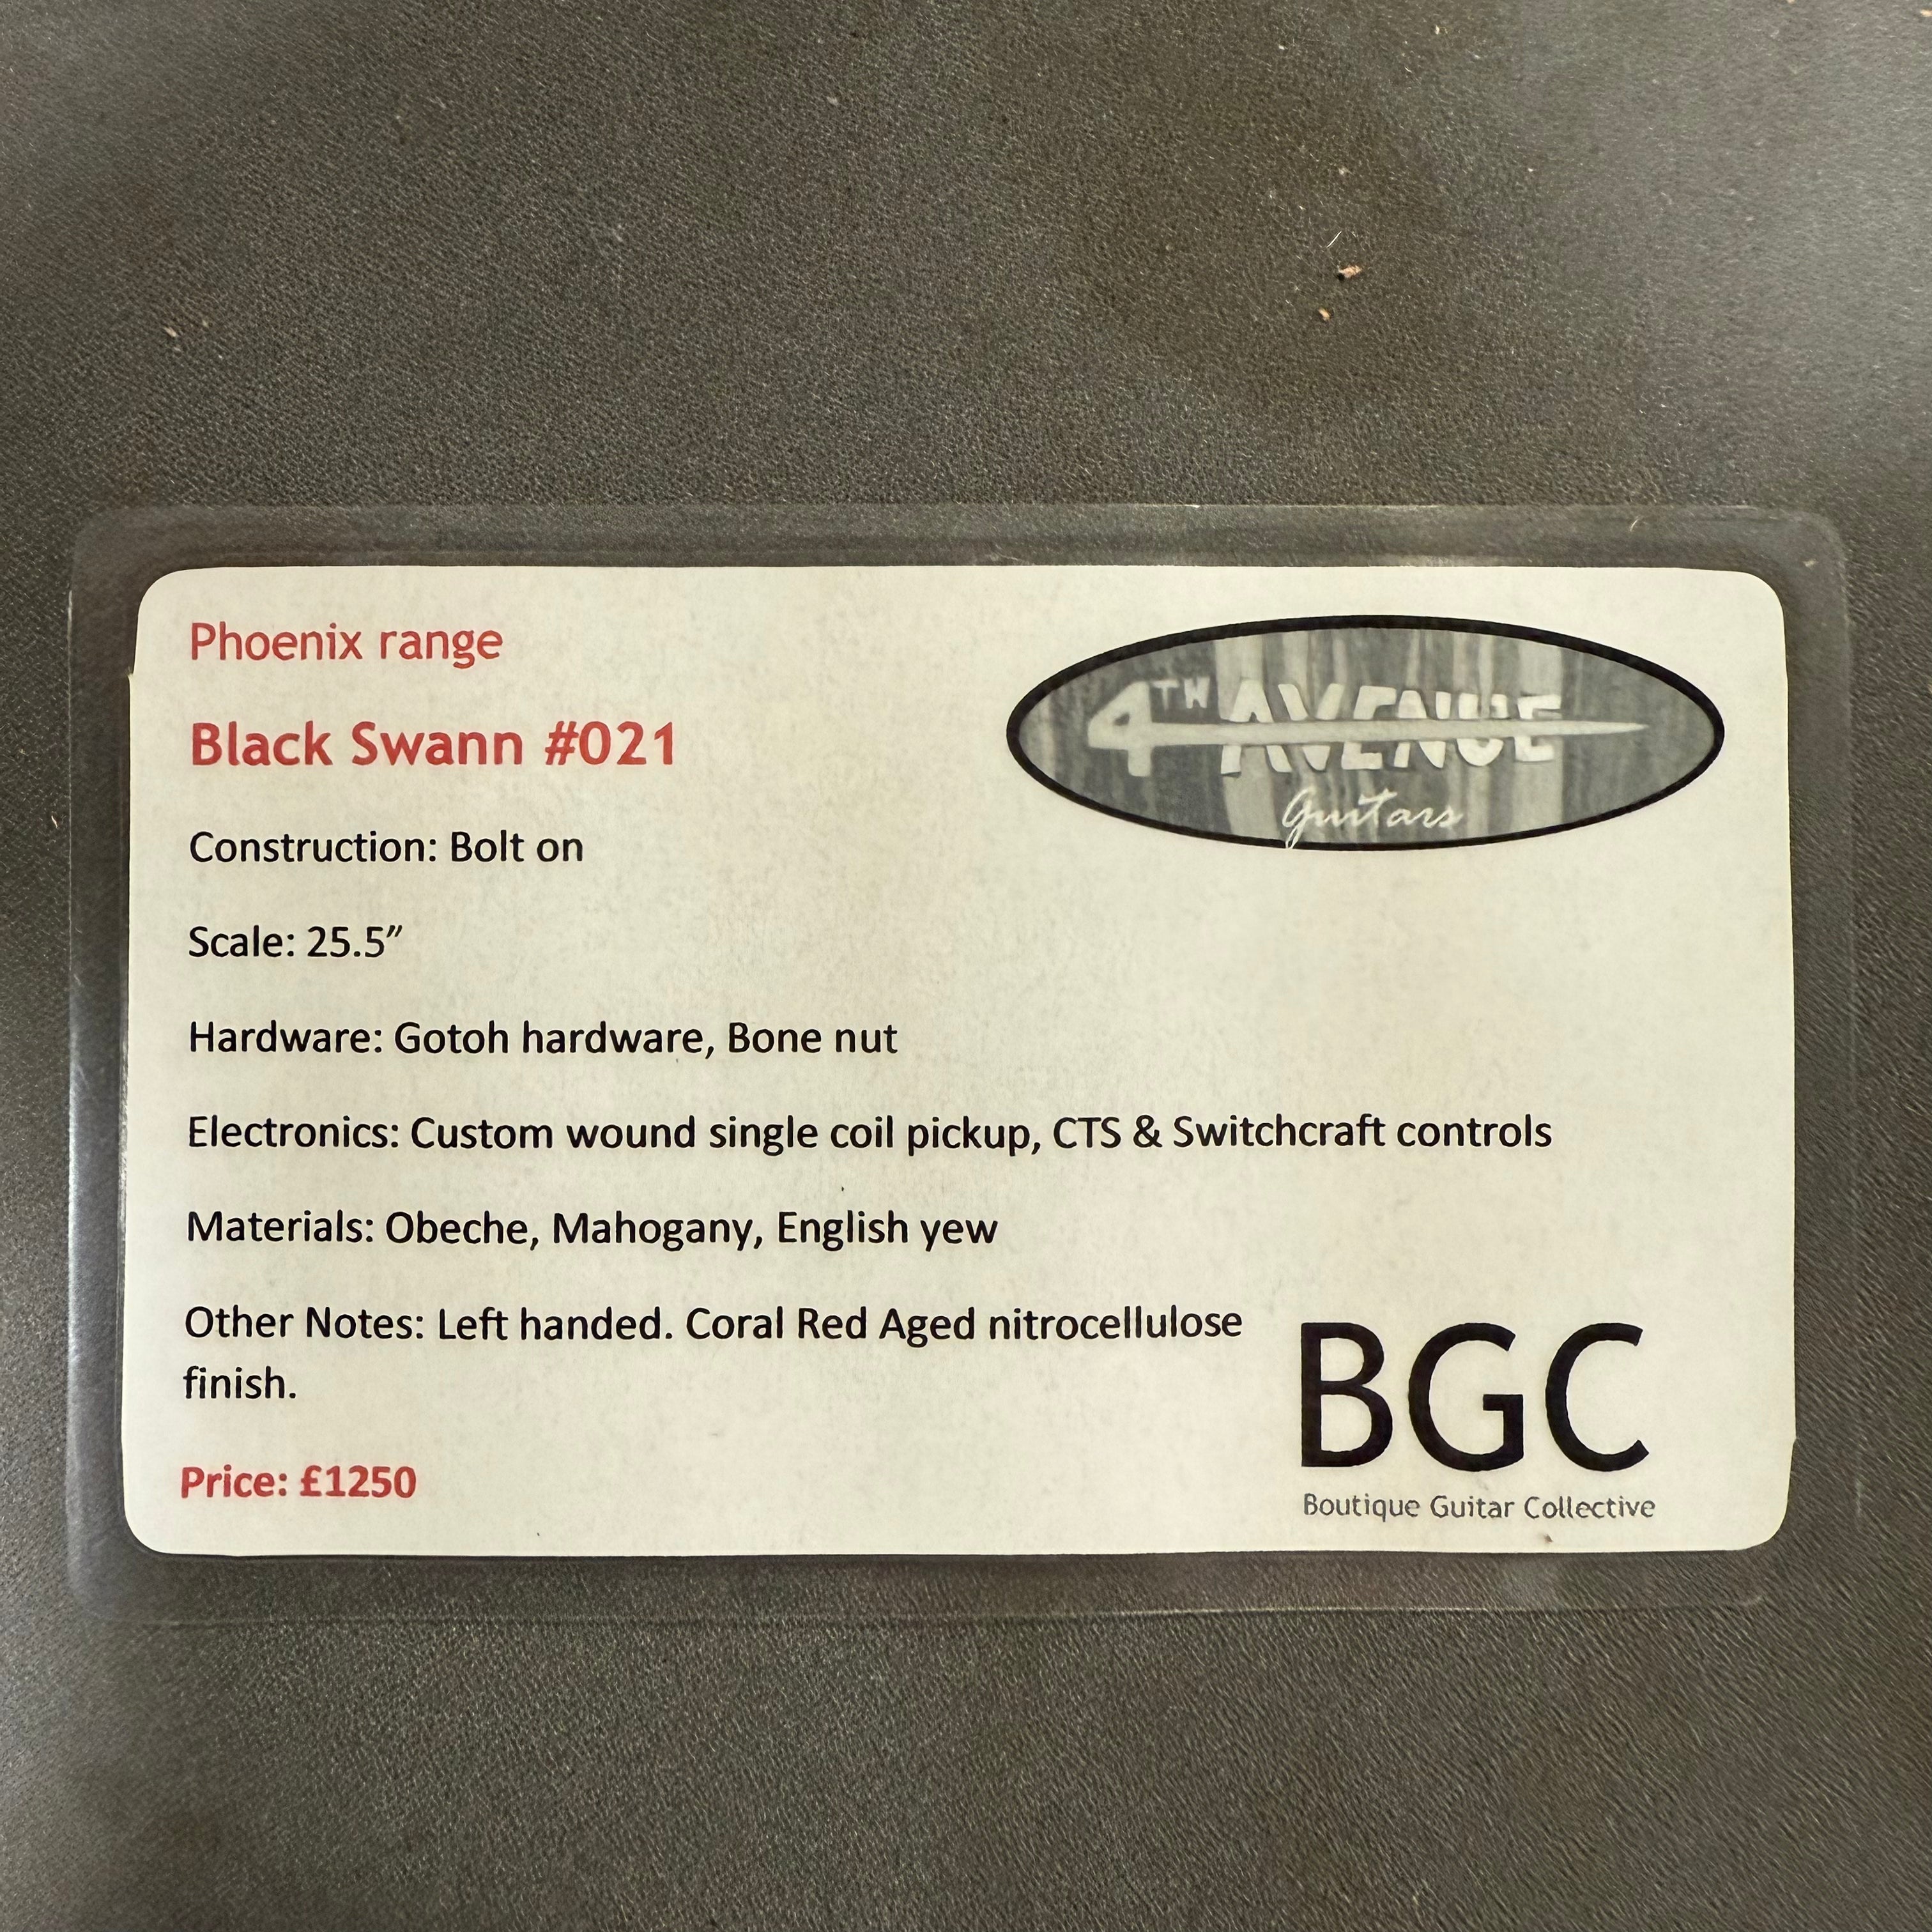 Phoenix range
Black Swann #021
4TH AVENUE
Guitars
Construction: Bolt on
Scale: 25.5″
Hardware: Gotoh hardware, Bone nut
Electronics: Custom wound single coil pickup, CTS & Switchcraft controls
Materials: Obeche, Mahogany, English yew
Other Notes: Left handed. Coral Red Aged nitrocellulose
finish.
Price: £1250
BGC
Boutique Guitar Collective